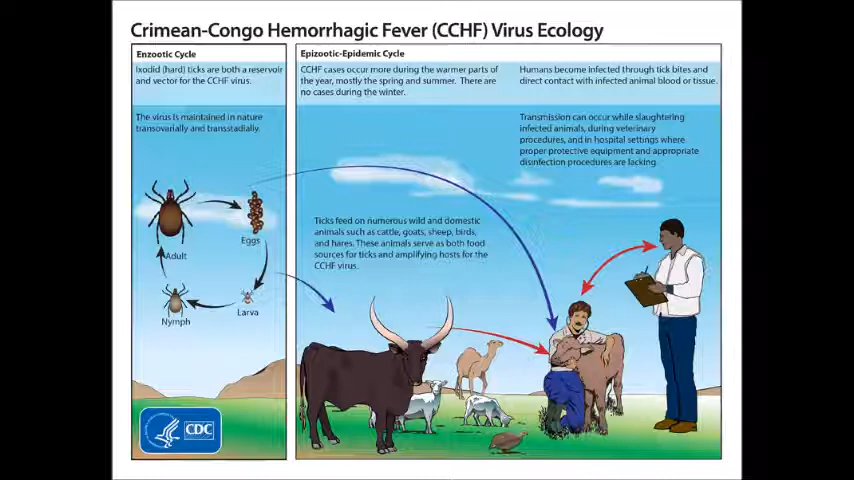 Crimean-Congo Hemorrhagic Fever (CCHF) Virus Ecology
Enzootic Cycle
Ixodid (hard) ticks are both a reservoir
and vector for the CCHF virus.
The virus is maintained in nature
transovarially and transstadially.
Adult
Eggs
Larva
Nymph
CDC
Epizootic-Epidemic Cycle
CCHF cases occur more during the warmer parts of
the year, mostly the spring and summer. There are
no cases during the winter.
Humans become infected through tick bites and
direct contact with infected animal blood or tissue.
Transmission can occur while slaughtering
infected animals, during veterinary
procedures, and in hospital settings where
proper protective equipment and appropriate
disinfection procedures are lacking.
Ticks feed on numerous wild and domestic
animals such as cattle, goats, sheep, birds,
and hares. These animals serve as both food
sources for ticks and amplifying hosts for the
CCHF virus.